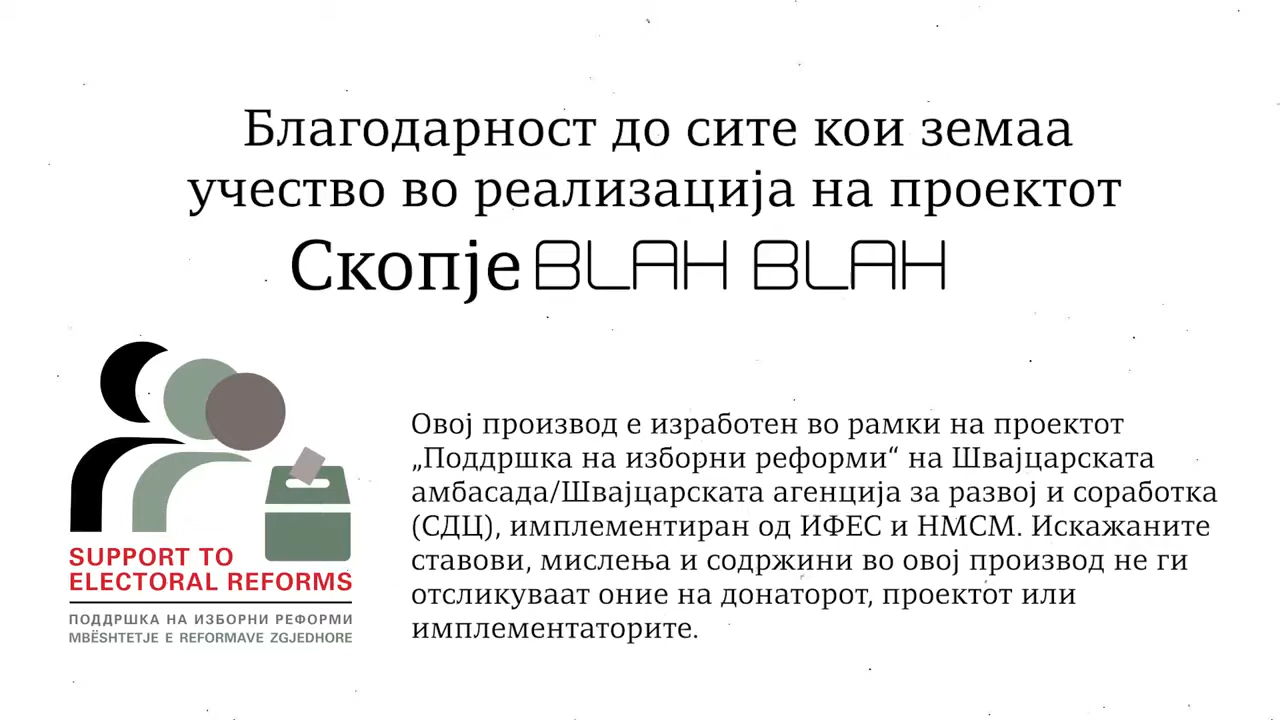 Благодарност до сите кои земаа
учество во реализација на проектот
Скопје BLAH BLAH
SUPPORT TO
ELECTORAL REFORMS
ПОДДРШКА НА ИЗБОРНИ РЕФОРМИ
MBËSHTETJE E REFORMAVE ZGJEDHORE
Овој производ е изработен во рамки на проектот
„Поддршка на изборни реформи“ на Швајцарската
амбасада/Швајцарската агенција за развој и соработка
(СДЦ), имплементиран од ИФЕС и НМСМ. Искажаните
ставови, мислења и содржини во овој производ не ги
отсликуваат оние на донаторот, проектот или
имплементаторите.